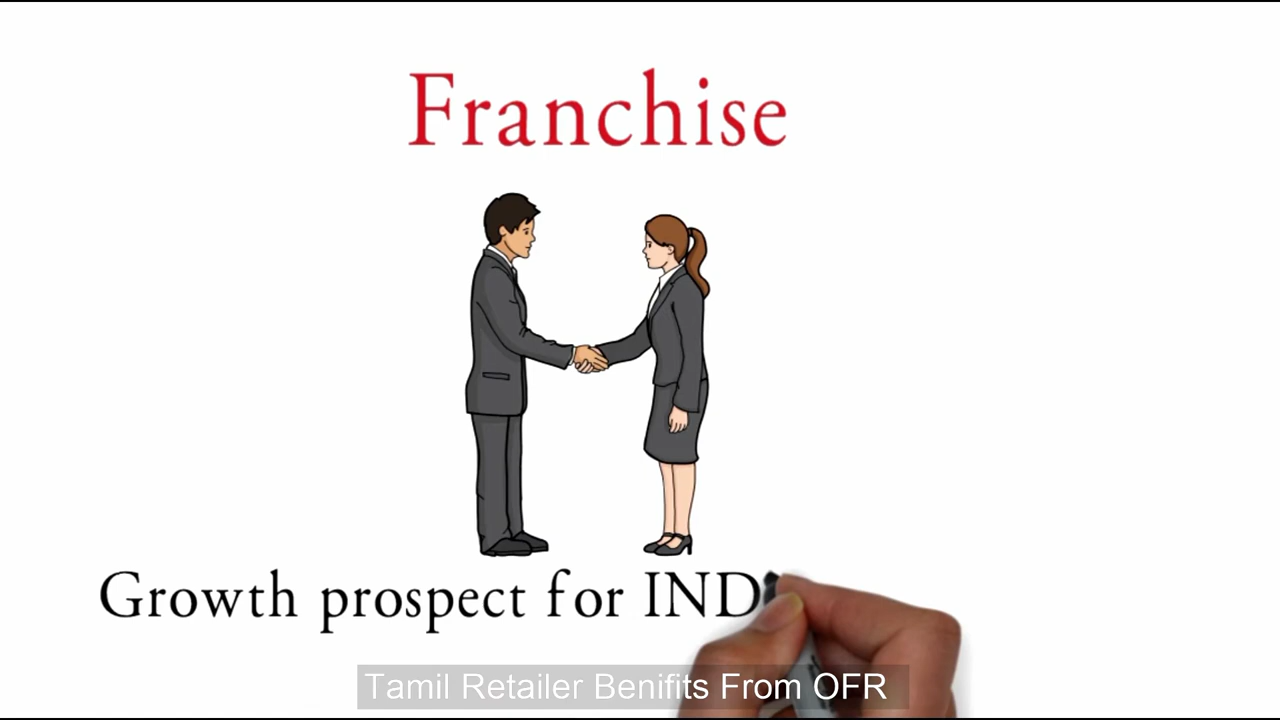 Franchise
Growth prospect for IND
Tamil Retailer Benifits From OFR